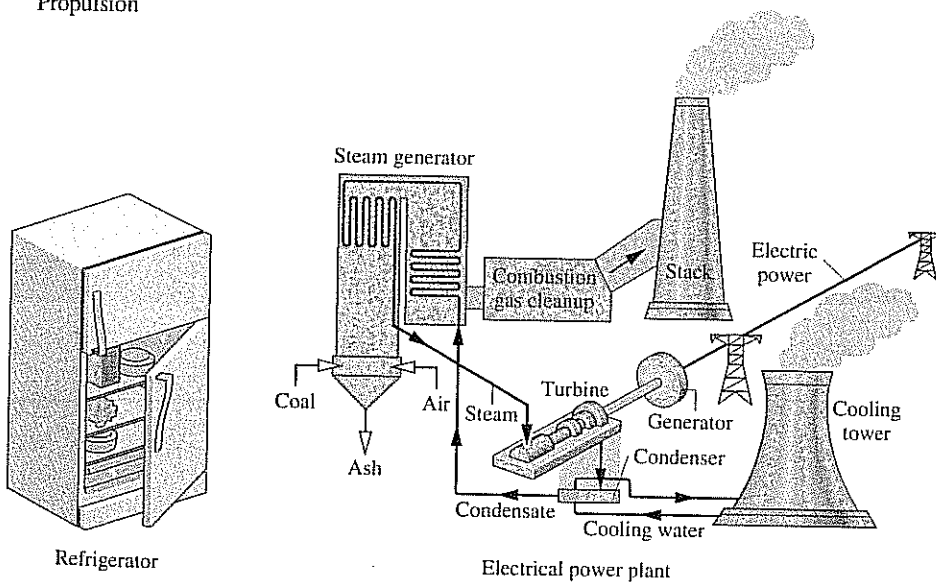 Propulsion
Steam generator
Combustion
gas cleanup
Stack
Electric
power
Coal
Air
Steam
Turbine
Generator
Cooling
tower
Ash
Condenser
Condensate
Cooling water
Refrigerator
Electrical power plant